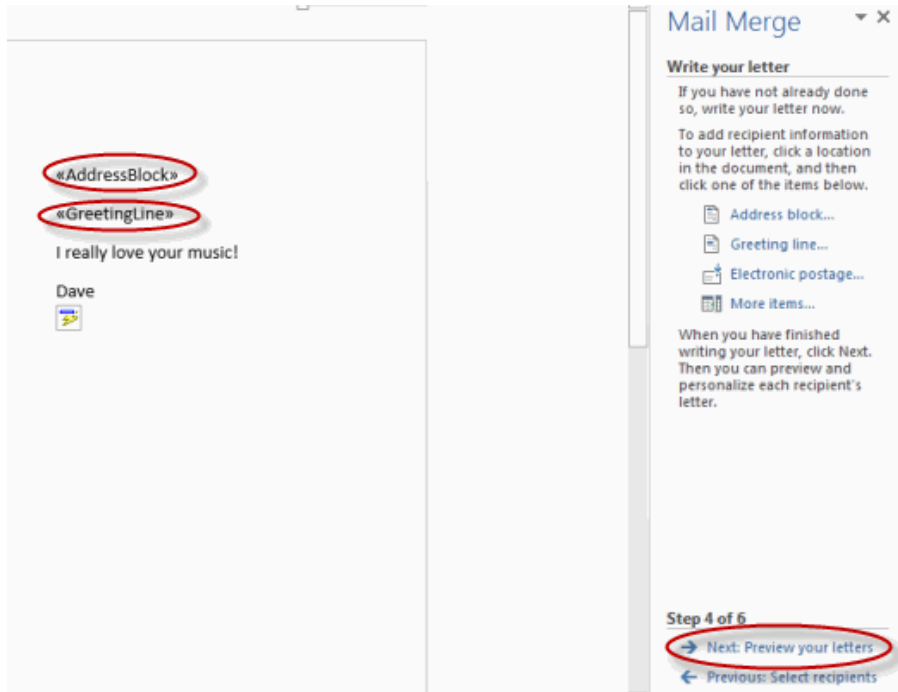 Mail Merge
Write your letter
If you have not already done
so, write your letter now.
To add recipient information
to your letter, click a location
in the document, and then
click one of the items below.
Address block...
Greeting line...
Electronic postage...
More items...
When you have finished
writing your letter, click Next.
Then you can preview and
personalize each recipient's
letter.
Step 4 of 6
Next: Preview your letters
Previous: Select recipients
«AddressBlock»
«GreetingLine»
I really love your music!
Dave